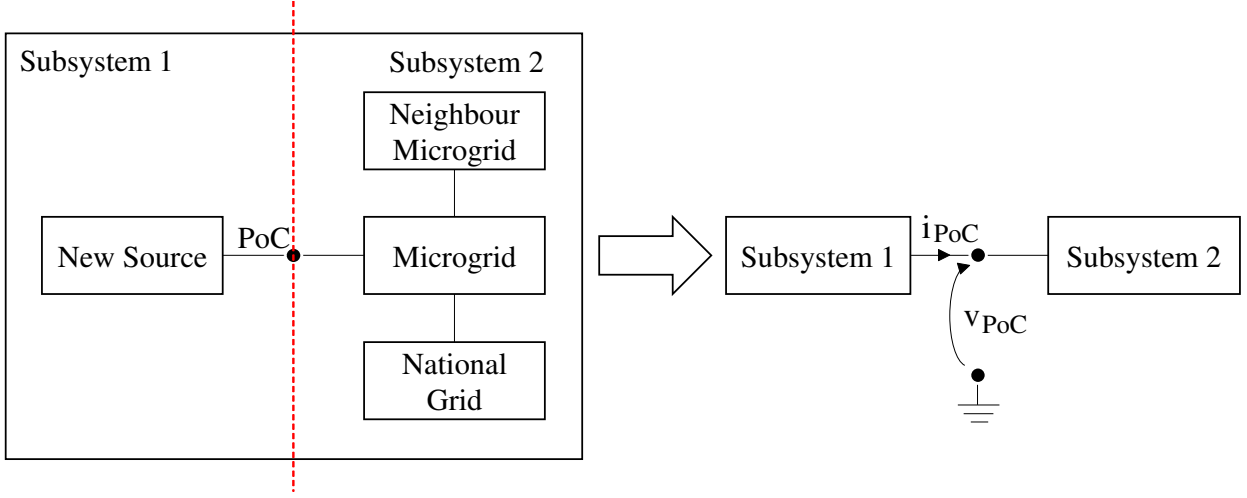 Subsystem 1
Subsystem 2
Neighbour
Microgrid
New Source
PoC
Microgrid
National
Grid
Subsystem 1
iPoC
Subsystem 2
vPoC